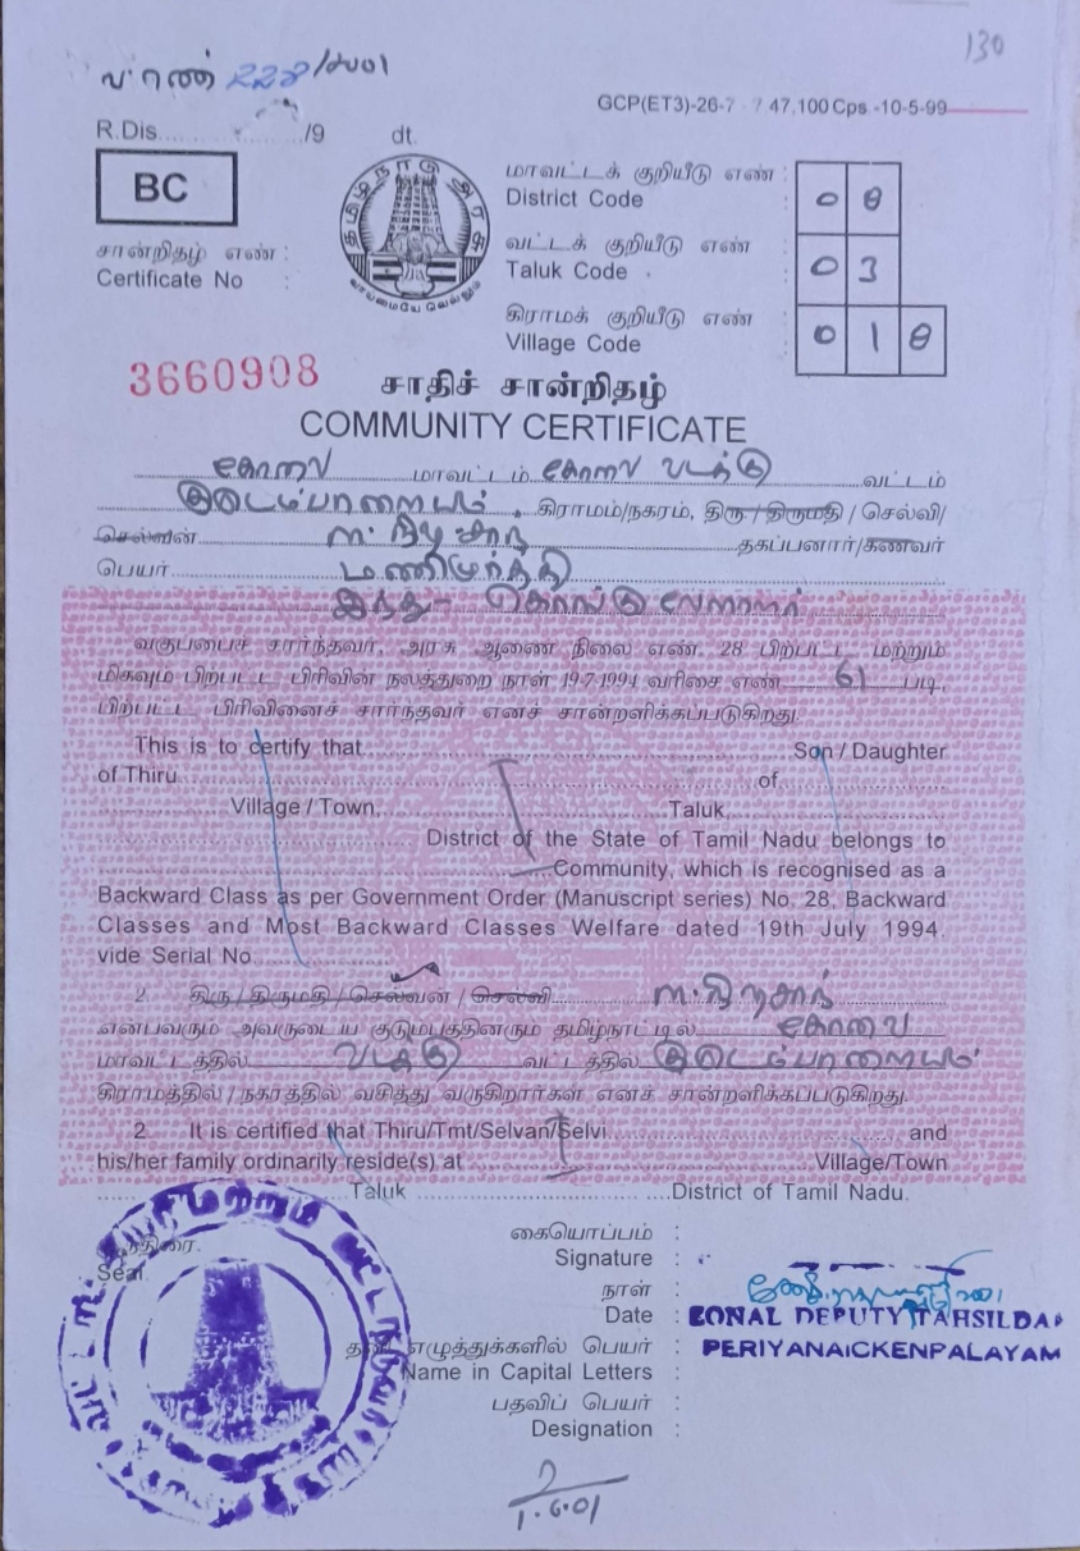 130
வ.எண் 228/2001
GCP(ET3)-26-7 - 7 47,100 Cps -10-5-99
R.Dis............/9 dt.
BC
தமிழ்நாடு அரசு
வாய்மையே வெல்லும்
மாவட்டக் குறியீடு எண் :
District Code 0 8
வட்டக் குறியீடு எண்
Taluk Code 0 3
கிராமக் குறியீடு எண்
Village Code 0 1 8
சான்றிதழ் எண் :
Certificate No :
3660908
சாதிச் சான்றிதழ்
COMMUNITY CERTIFICATE
கோவை மாவட்டம் கோவை வடக்கு வட்டம்
இடிகம்பாளையம் கிராமம்/நகரம், திரு / திருமதி / செல்வி/
செல்வன் தகப்பனார்/கணவர்
பெயர் மணிமூர்த்தி
இந்து - கொங்கு வேளாளர்
வகுப்பைச் சார்ந்தவர், அரசு ஆணை நிலை எண். 28 பிற்பட்ட மற்றும்
மிகவும் பிற்பட்ட பிரிவின் நலத்துறை நாள் 19.7.1994 வரிசை எண் 61 படி,
பிற்பட்ட பிரிவினைச் சார்ந்தவர் எனச் சான்றளிக்கப்படுகிறது.
This is to certify that Son / Daughter
of Thiru of
Village / Town, Taluk,
District of the State of Tamil Nadu belongs to
Community, which is recognised as a
Backward Class as per Government Order (Manuscript series) No. 28, Backward
Classes and Most Backward Classes Welfare dated 19th July 1994.
vide Serial No
2 திரு / திருமதி / செல்வன் / செல்வி
என்பவரும் அவருடைய குடும்பத்தினரும் தமிழ்நாட்டில் கோவை
மாவட்டத்தில் வடக்கு வட்டத்தில்
கிராமத்தில் / நகரத்தில் வசித்து வருகிறார்கள் எனச் சான்றளிக்கப்படுகிறது.
2 It is certified that Thiru/Tmt/Selvan/Selvi and
his/her family ordinarily reside(s) at Village/Town
Taluk District of Tamil Nadu.
முத்திரை.
Seal.
கையொப்பம் :
Signature :
நாள் :
Date :
ZONAL DEPUTY TAHSILDAR
PERIYANAICKENPALAYAM
தனி எழுத்துக்களில் பெயர் :
Name in Capital Letters :
பதவிப் பெயர் :
Designation :
1.6.01